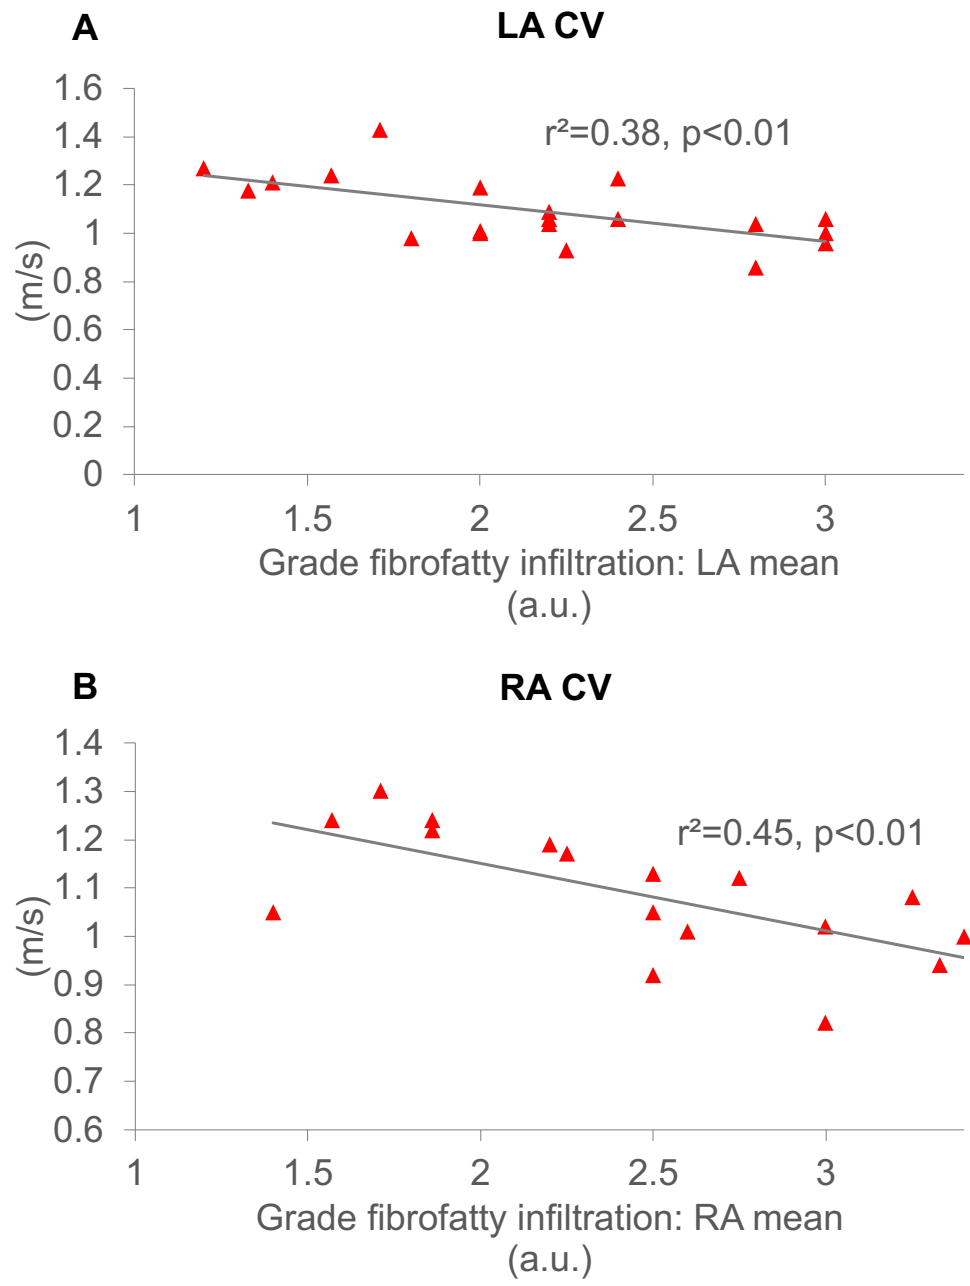 A
LA CV
1.6
1.4
1.2
1
0.8
0.6
0.4
0.2
0
(m/s)
r²=0.38, p<0.01
1 1.5 2 2.5 3
Grade fibrofatty infiltration: LA mean
(a.u.)
B
RA CV
1.4
1.3
1.2
1.1
1
0.9
0.8
0.7
0.6
(m/s)
r²=0.45, p<0.01
1 1.5 2 2.5 3
Grade fibrofatty infiltration: RA mean
(a.u.)